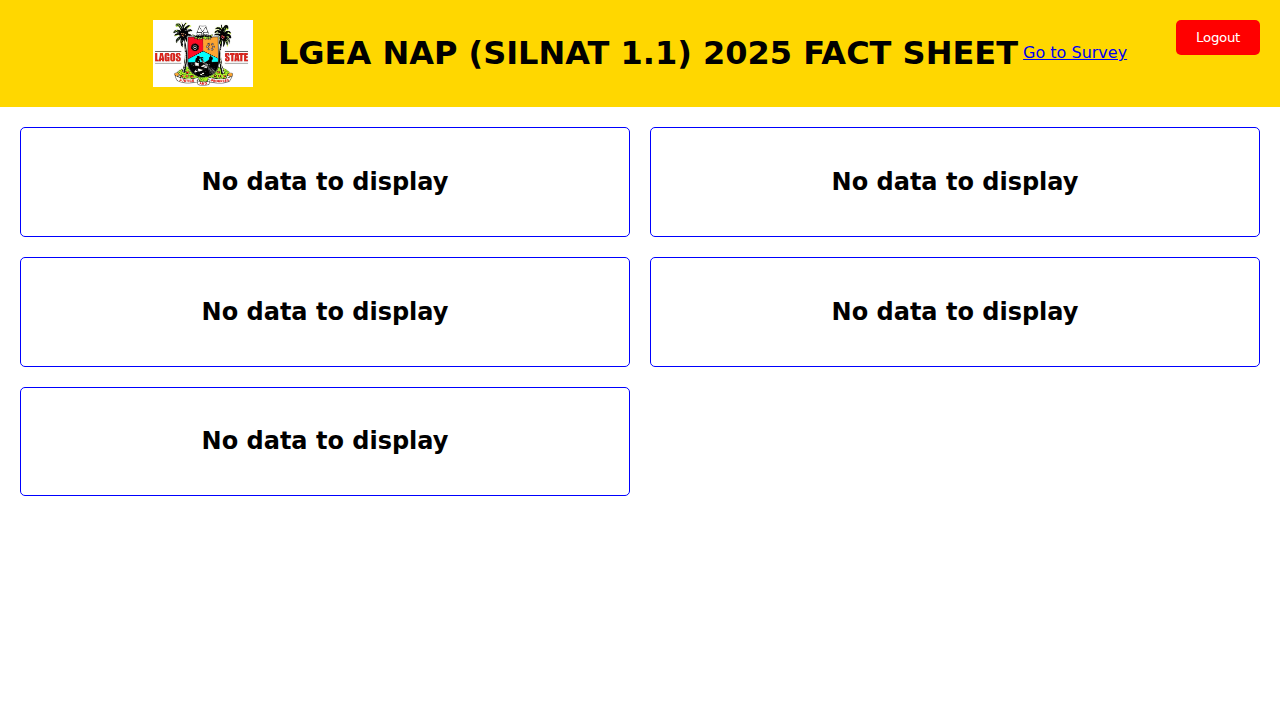 LAGOS STATE
LGEA NAP (SILNAT 1.1) 2025 FACT SHEET
Go to Survey
Logout
No data to display
No data to display
No data to display
No data to display
No data to display